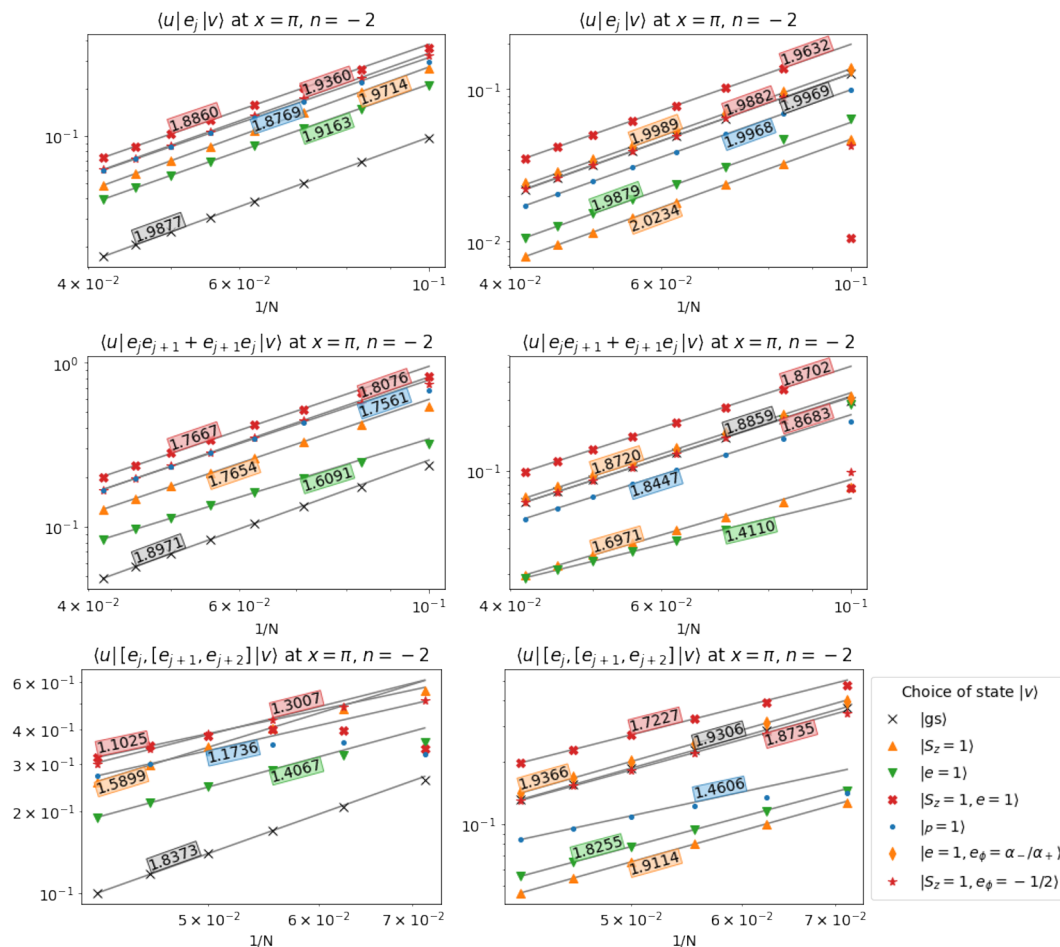 ⟨u| e_j |v⟩ at x = π, n = −2
10^{-1}
1.8860
1.9360
1.8769
1.9714
1.9163
1.9877
4 × 10^{-2}
6 × 10^{-2}
10^{-1}
1/N
⟨u| e_j |v⟩ at x = π, n = −2
10^{-1}
10^{-2}
1.9632
1.9882
1.9969
1.9989
1.9968
1.9879
2.0234
4 × 10^{-2}
6 × 10^{-2}
10^{-1}
1/N
⟨u| e_j e_{j+1} + e_{j+1} e_j |v⟩ at x = π, n = −2
10^{0}
10^{-1}
1.8076
1.7561
1.7667
1.7654
1.6091
1.8971
4 × 10^{-2}
6 × 10^{-2}
10^{-1}
1/N
⟨u| e_j e_{j+1} + e_{j+1} e_j |v⟩ at x = π, n = −2
10^{-1}
1.8702
1.8859
1.8683
1.8720
1.8447
1.6971
1.4110
4 × 10^{-2}
6 × 10^{-2}
10^{-1}
1/N
⟨u| [e_j, [e_{j+1}, e_{j+2}] |v⟩ at x = π, n = −2
6 × 10^{-1}
4 × 10^{-1}
3 × 10^{-1}
2 × 10^{-1}
10^{-1}
1.3007
1.1025
1.1736
1.5899
1.4067
1.8373
5 × 10^{-2}
6 × 10^{-2}
7 × 10^{-2}
1/N
⟨u| [e_j, [e_{j+1}, e_{j+2}] |v⟩ at x = π, n = −2
10^{-1}
1.7227
1.9306
1.8735
1.9366
1.4606
1.8255
1.9114
5 × 10^{-2}
6 × 10^{-2}
7 × 10^{-2}
1/N
Choice of state |v⟩
|gs⟩
|S_z = 1⟩
|e = 1⟩
|S_z = 1, e = 1⟩
|p = 1⟩
|e = 1, e_ϕ = α_−/α_+⟩
|S_z = 1, e_ϕ = −1/2⟩